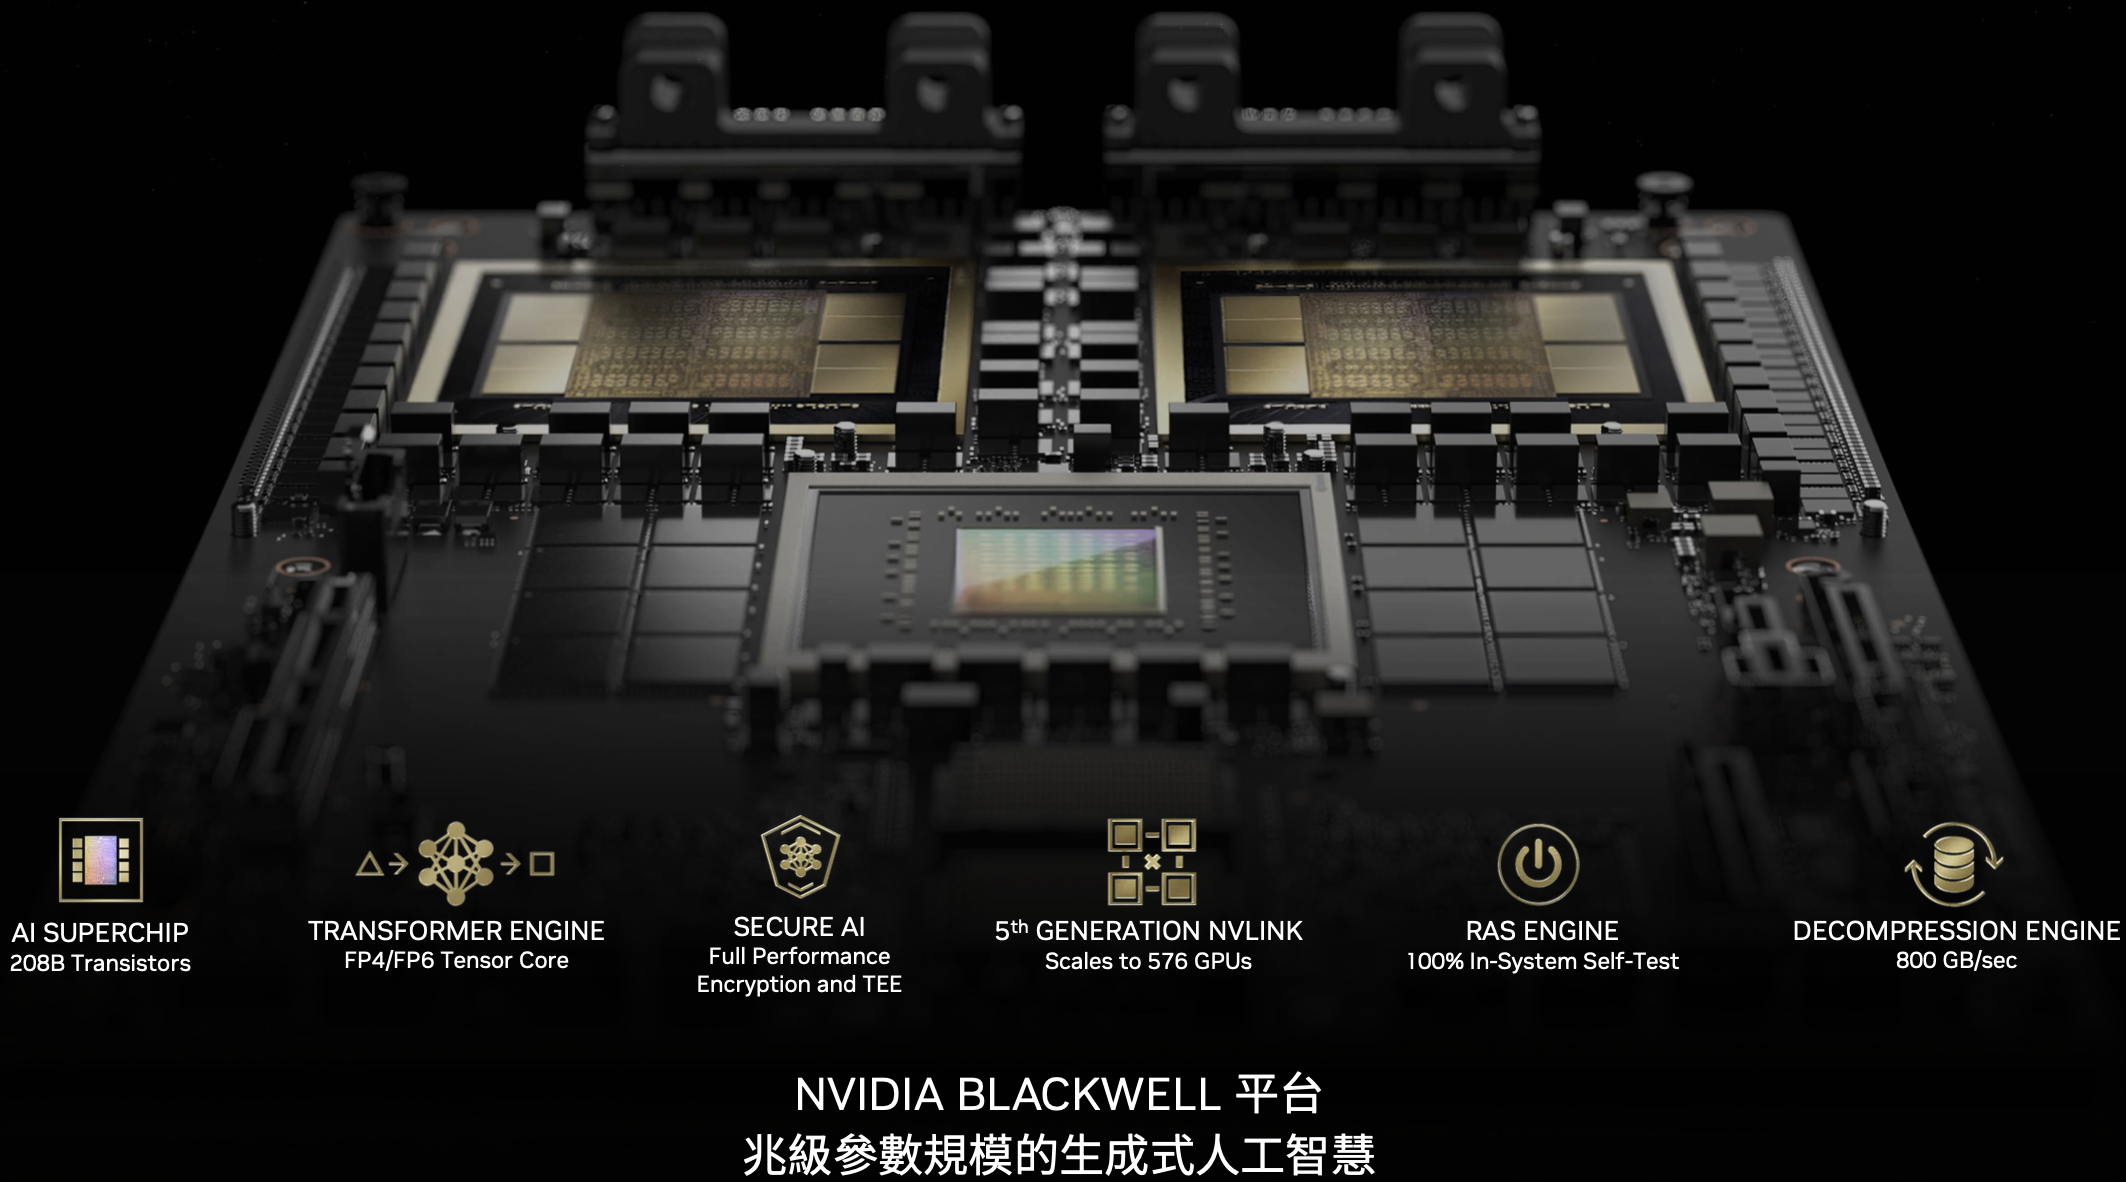 AI SUPERCHIP
208B Transistors
TRANSFORMER ENGINE
FP4/FP6 Tensor Core
SECURE AI
Full Performance
Encryption and TEE
5th GENERATION NVLINK
Scales to 576 GPUs
RAS ENGINE
100% In-System Self-Test
DECOMPRESSION ENGINE
800 GB/sec
NVIDIA BLACKWELL 平台
兆級參數規模的生成式人工智慧